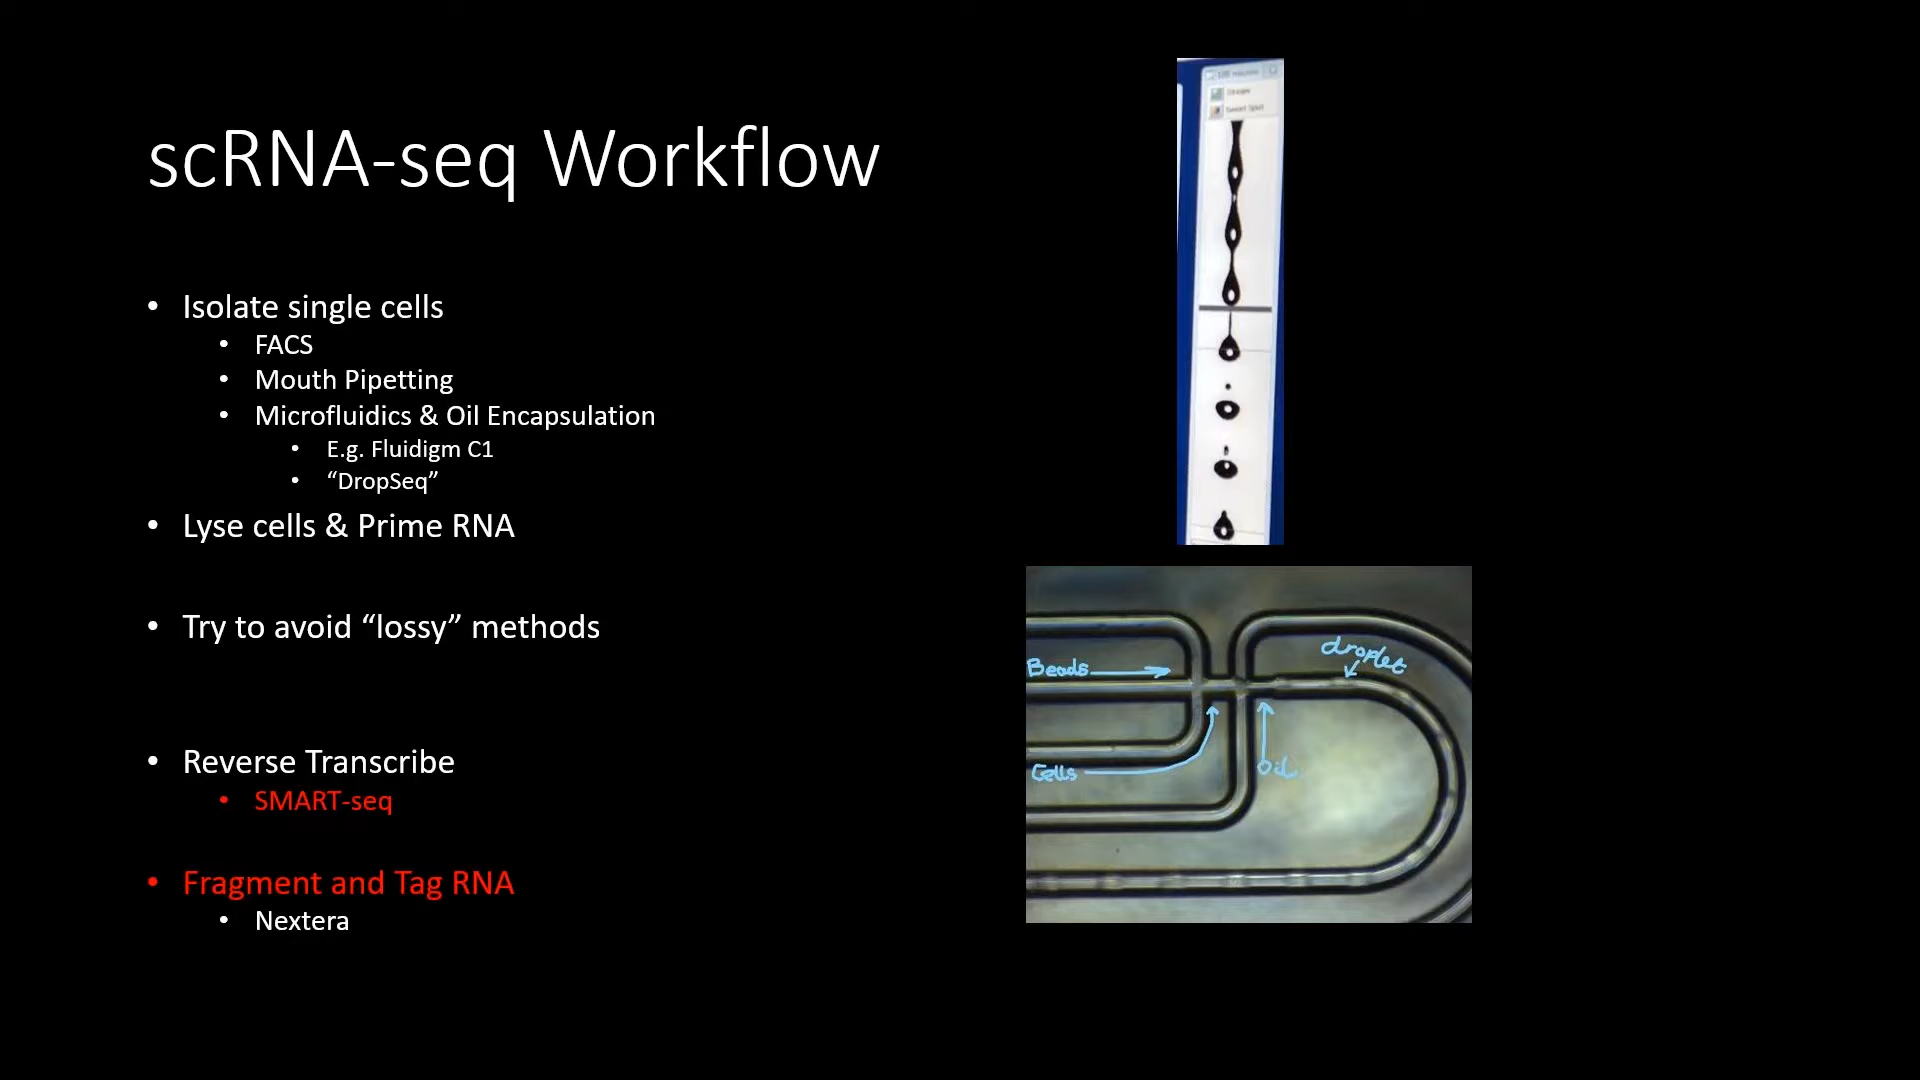 scRNA-seq Workflow
• Isolate single cells
• FACS
• Mouth Pipetting
• Microfluidics & Oil Encapsulation
• E.g. Fluidigm C1
• “DropSeq”
• Lyse cells & Prime RNA
• Try to avoid “lossy” methods
• Reverse Transcribe
• SMART-seq
• Fragment and Tag RNA
• Nextera
Beads
droplet
Cells
Oil